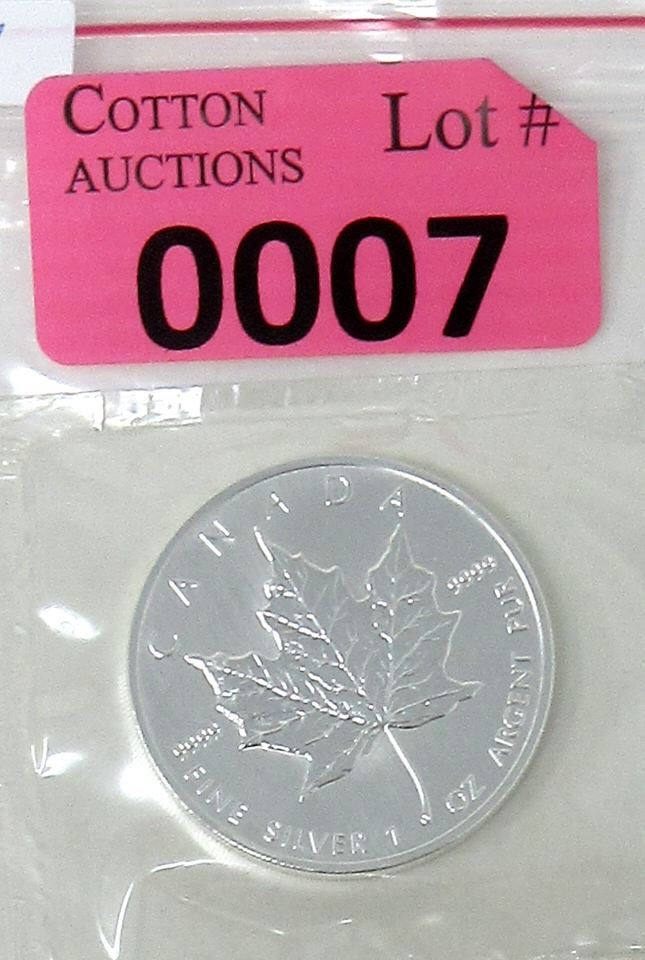 COTTON
AUCTIONS
Lot #
0007
CANADA
9999
9999
FINE SILVER 1 OZ ARGENT PUR